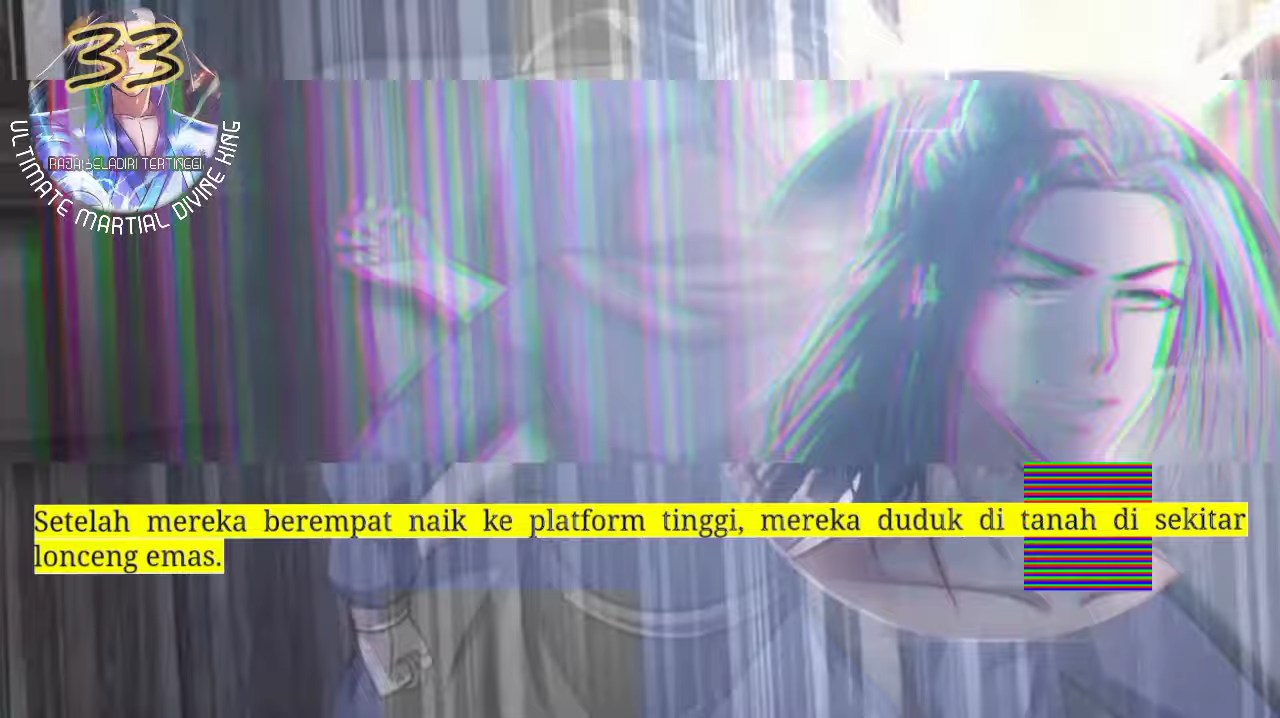 33
RAJA BELADIRI TERTINGGI
ULTIMATE MARTIAL DIVINE KING
Setelah mereka berempat naik ke platform tinggi, mereka duduk di tanah di sekitar
lonceng emas.